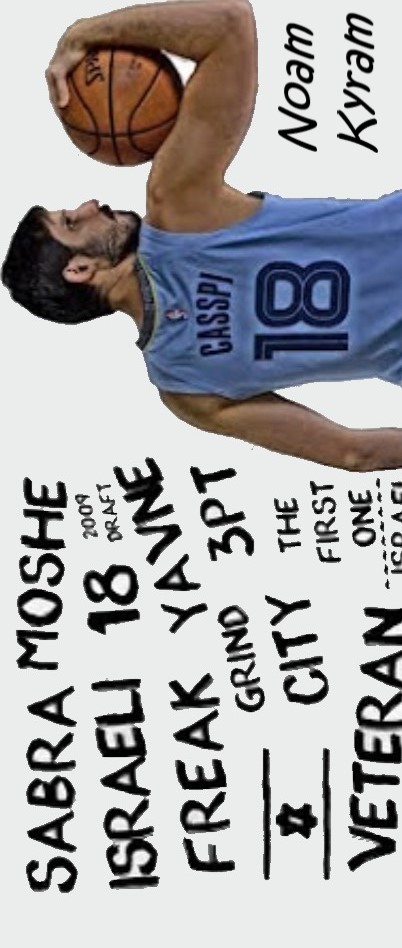 SABRA MOSHE
ISRAELI 18 2009 DRAFT
FREAK YAVNE
GRIND 3PT
CITY THE FIRST
VETERAN ONE
ISRAEL
CASSPI
18
Noam
Kyram